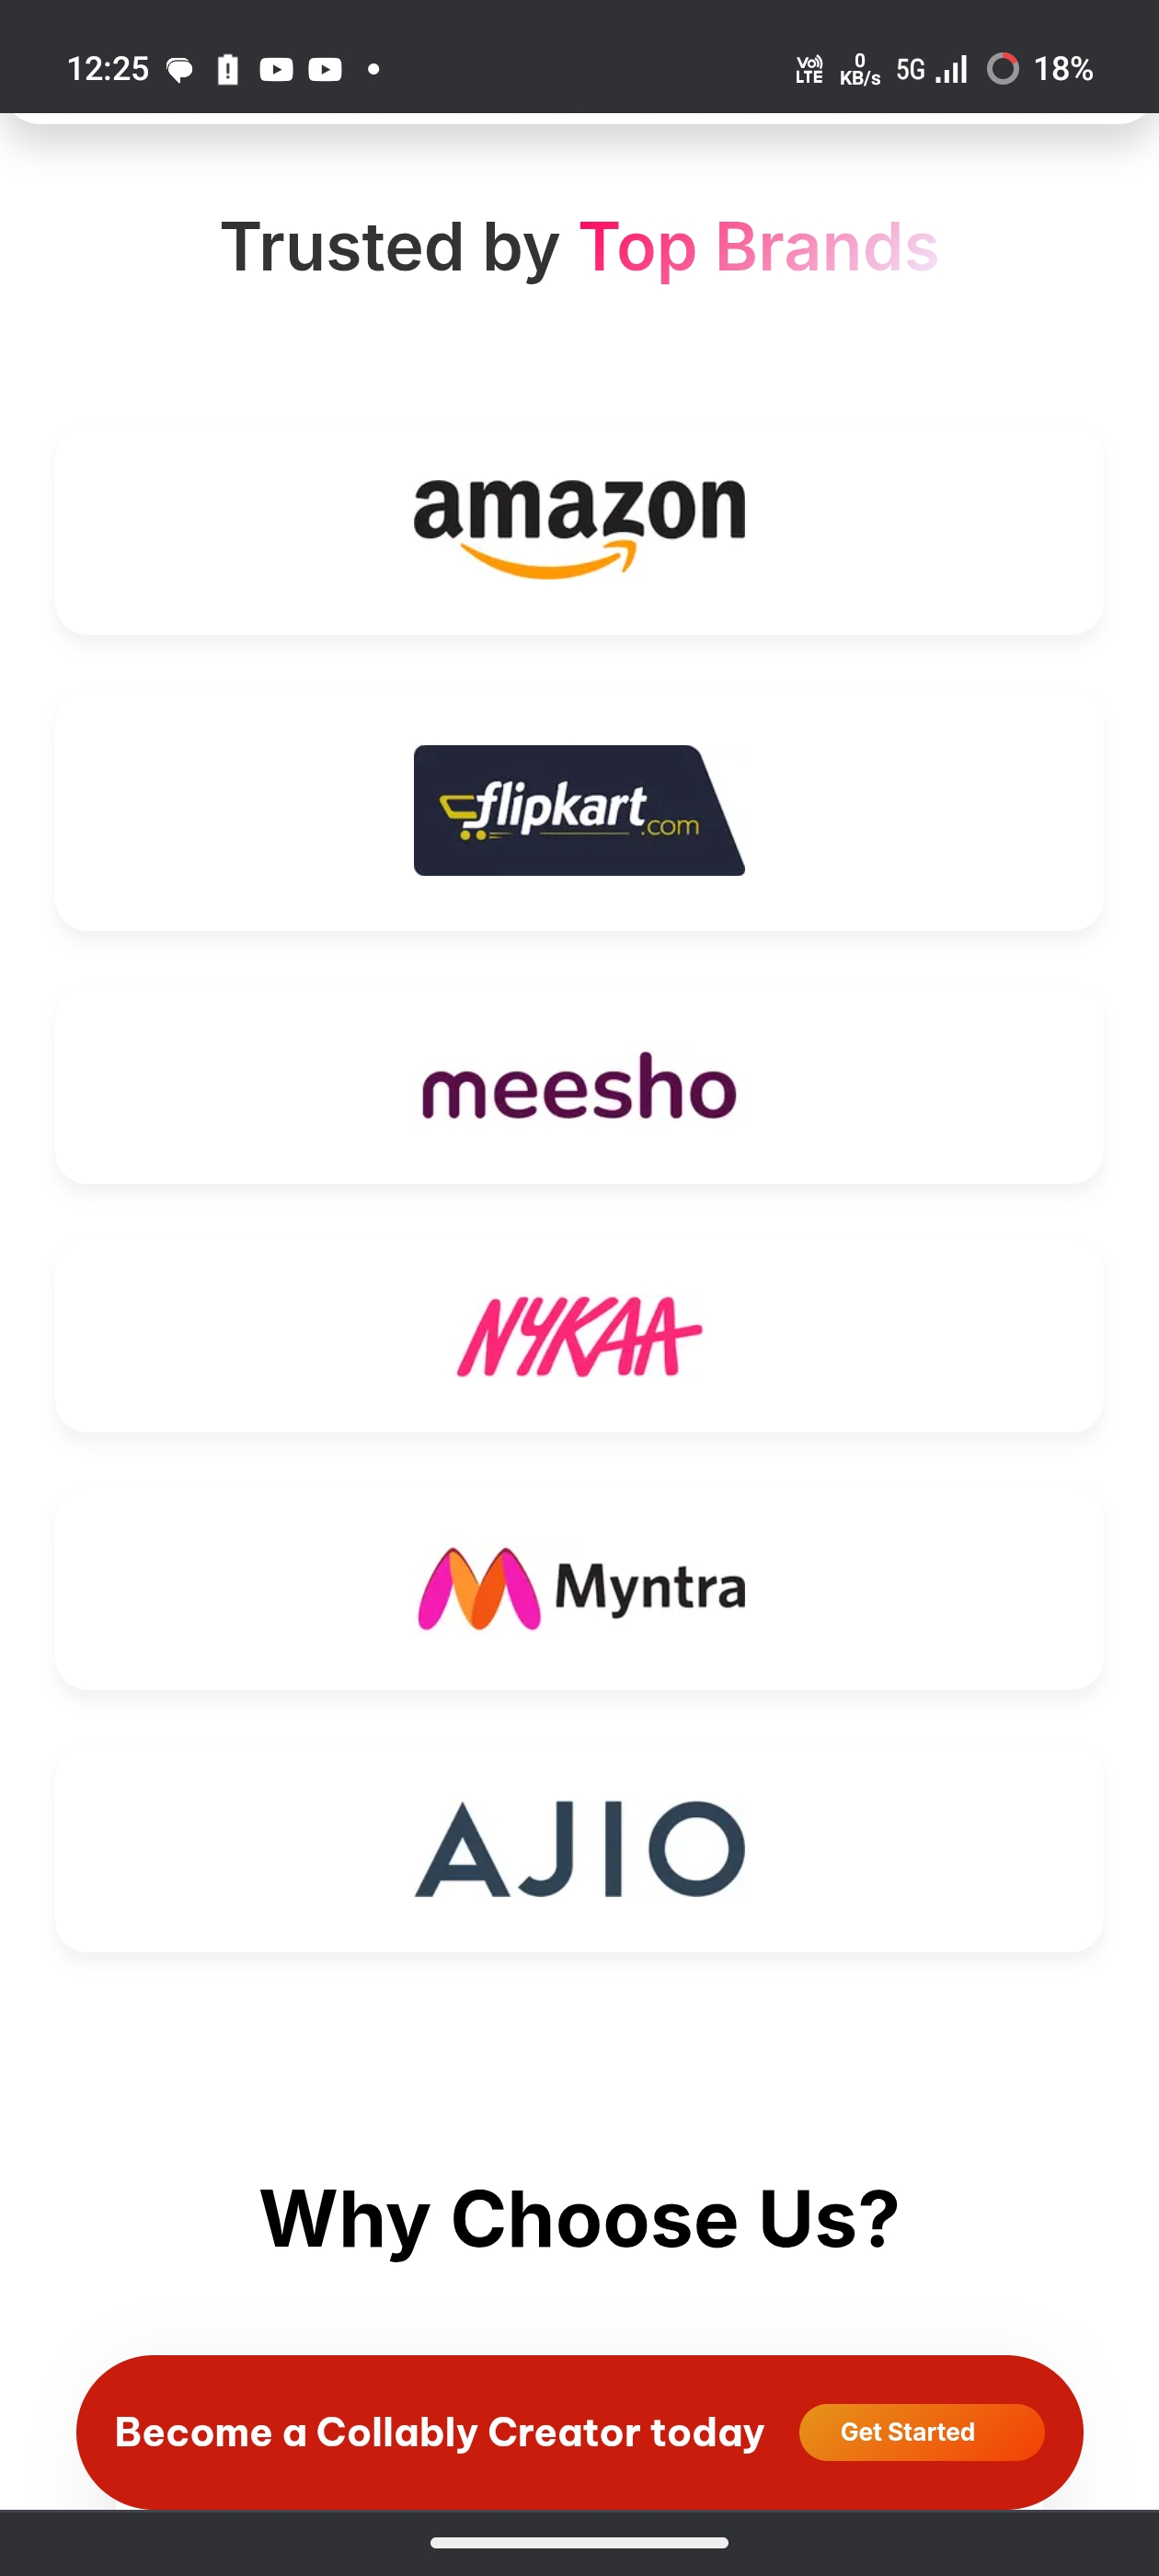 12:25
Vo) LTE
0 KB/s
5G
18%
Trusted by Top Brands
amazon
flipkart.com
meesho
NYKAA
Myntra
AJIO
Why Choose Us?
Become a Collably Creator today
Get Started